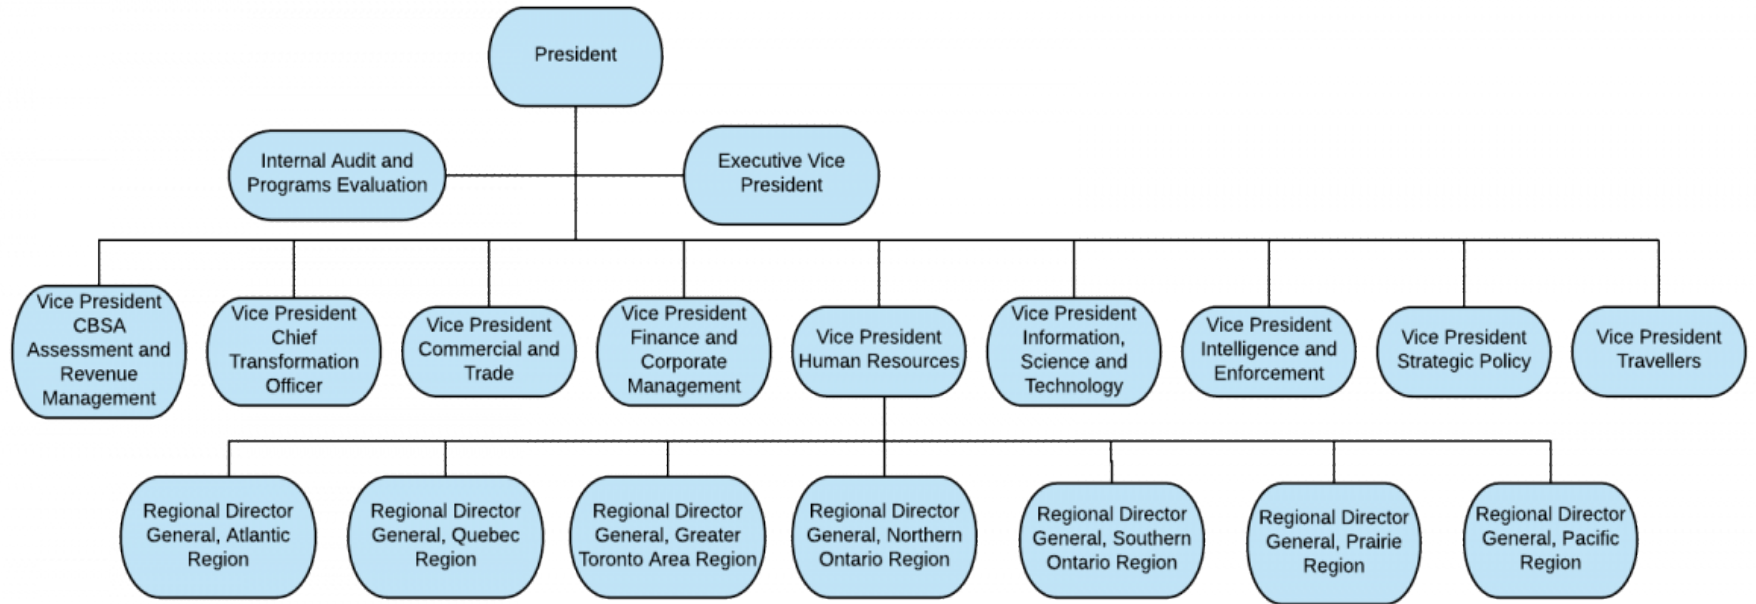 President
Internal Audit and
Programs Evaluation
Executive Vice
President
Vice President
CBSA
Assessment and
Revenue
Management
Vice President
Chief
Transformation
Officer
Vice President
Commercial and
Trade
Vice President
Finance and
Corporate
Management
Vice President
Human Resources
Vice President
Information,
Science and
Technology
Vice President
Intelligence and
Enforcement
Vice President
Strategic Policy
Vice President
Travellers
Regional Director
General, Atlantic
Region
Regional Director
General, Quebec
Region
Regional Director
General, Greater
Toronto Area Region
Regional Director
General, Northern
Ontario Region
Regional Director
General, Southern
Ontario Region
Regional Director
General, Prairie
Region
Regional Director
General, Pacific
Region